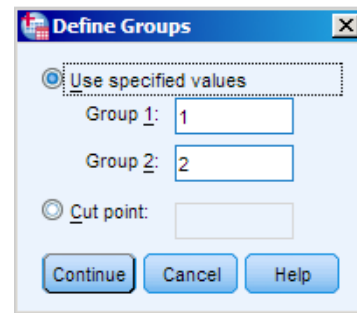 Define Groups
Use specified values
Group 1: 1
Group 2: 2
Cut point:
Continue Cancel Help